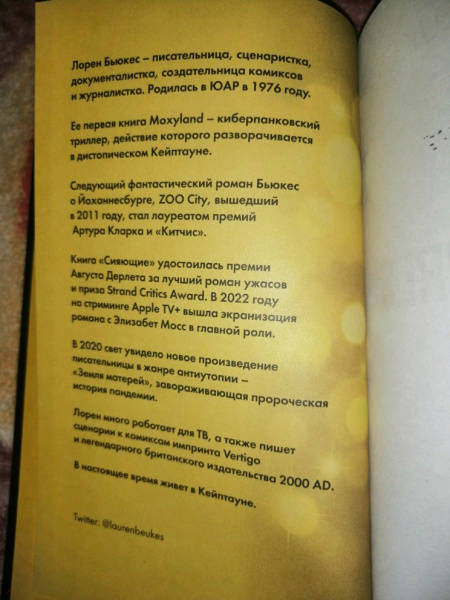 Лорен Бьюкес – писательница, сценаристка,
документалистка, создательница комиксов
и журналистка. Родилась в ЮАР в 1976 году.
Ее первая книга Moxyland – киберпанковский
триллер, действие которого разворачивается
в дистопическом Кейптауне.
Следующий фантастический роман Бьюкес
о Йоханнесбурге, ZOO City, вышедший
в 2011 году, стал лауреатом премий
Артура Кларка и «Китчис».
Книга «Сияющие» удостоилась премии
Августа Дерлета за лучший роман ужасов
и приза Strand Critics Award. В 2022 году
на стриминге Apple TV+ вышла экранизация
романа с Элизабет Мосс в главной роли.
В 2020 свет увидело новое произведение
писательницы в жанре антиутопии –
«Земля матерей», завораживающая пророческая
история пандемии.
Лорен много работает для ТВ, а также пишет
сценарии к комиксам импринта Vertigo
и легендарного британского издательства 2000 AD.
В настоящее время живет в Кейптауне.
Twitter: @laurenbeukes